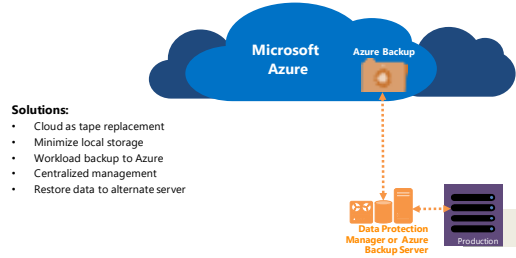 Microsoft
Azure
Azure Backup
Solutions:
• Cloud as tape replacement
• Minimize local storage
• Workload backup to Azure
• Centralized management
• Restore data to alternate server
Data Protection
Manager or Azure
Backup Server
Production